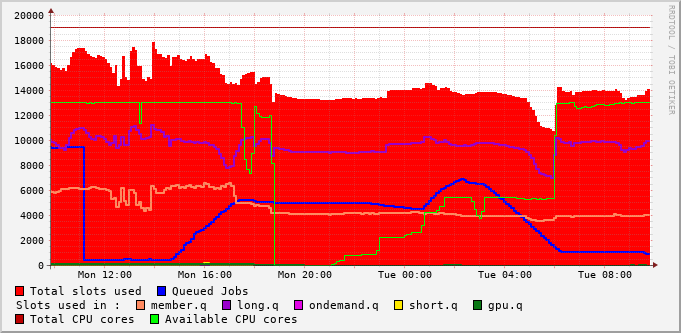 RRDTOOL / TOBI OETIKER
20000
18000
16000
14000
12000
10000
8000
6000
4000
2000
0
Mon 12:00 Mon 16:00 Mon 20:00 Tue 00:00 Tue 04:00 Tue 08:00
Total slots used Queued Jobs
Slots used in : member.q long.q ondemand.q short.q gpu.q
Total CPU cores Available CPU cores